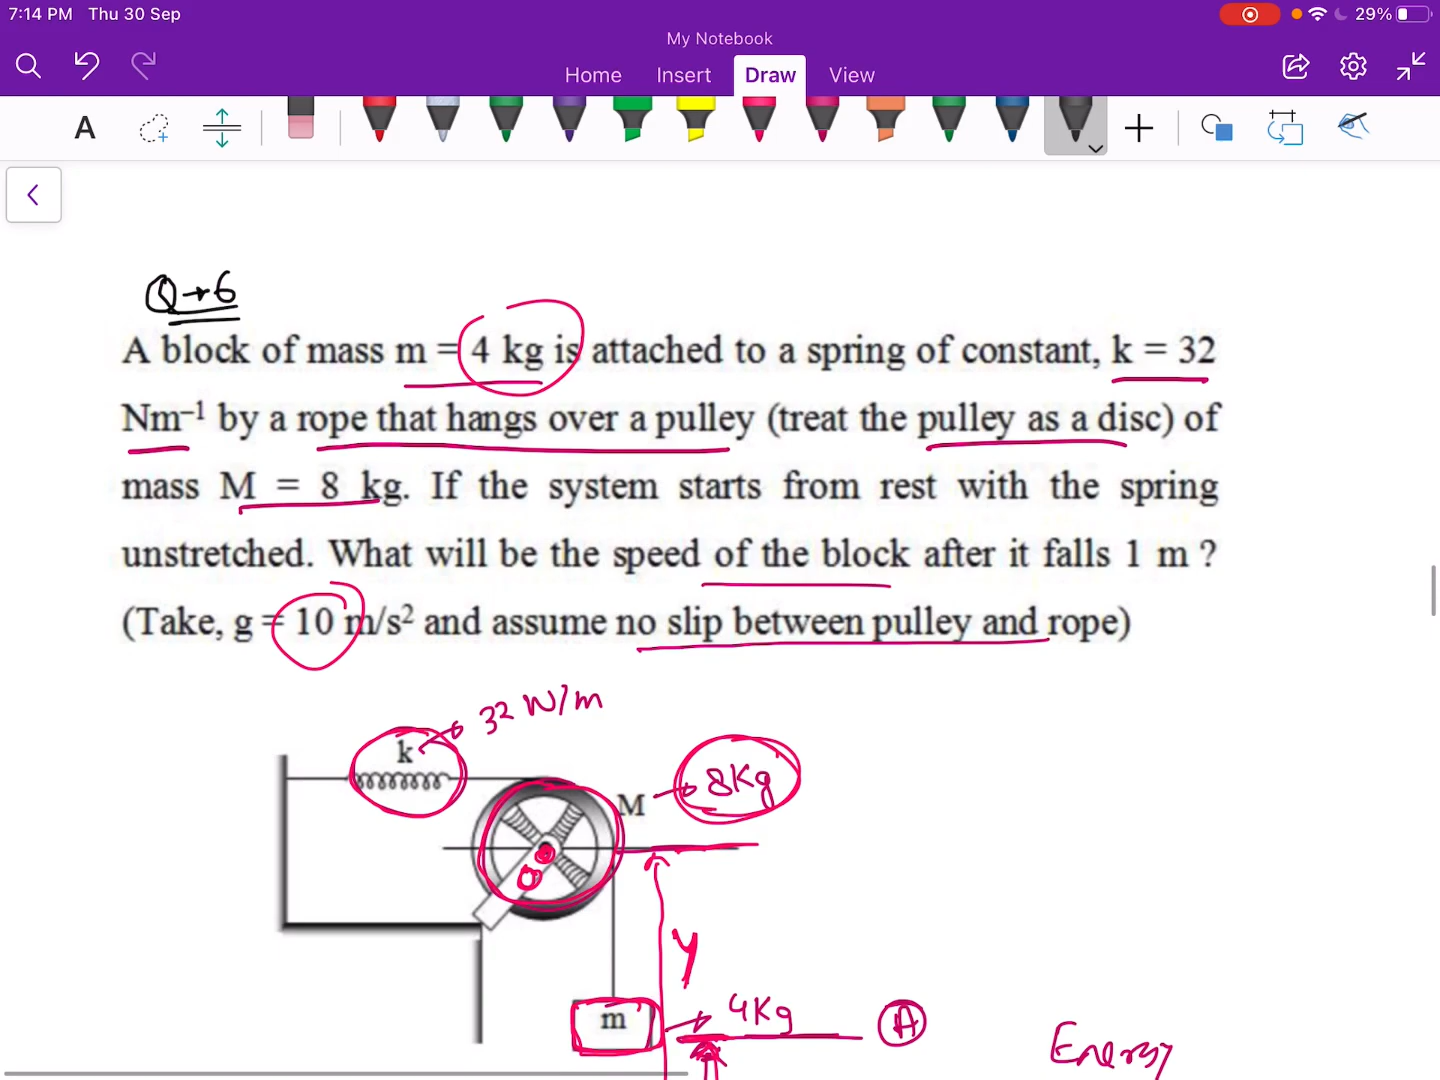 7:14 PM Thu 30 Sep
29%
My Notebook
Home Insert Draw View
A
Q→6
A block of mass m = 4 kg is attached to a spring of constant, k = 32
Nm⁻¹ by a rope that hangs over a pulley (treat the pulley as a disc) of
mass M = 8 kg. If the system starts from rest with the spring
unstretched. What will be the speed of the block after it falls 1 m ?
(Take, g = 10 m/s² and assume no slip between pulley and rope)
32 N/m
k
M → 8Kg
y
m → 4Kg
A
Energy